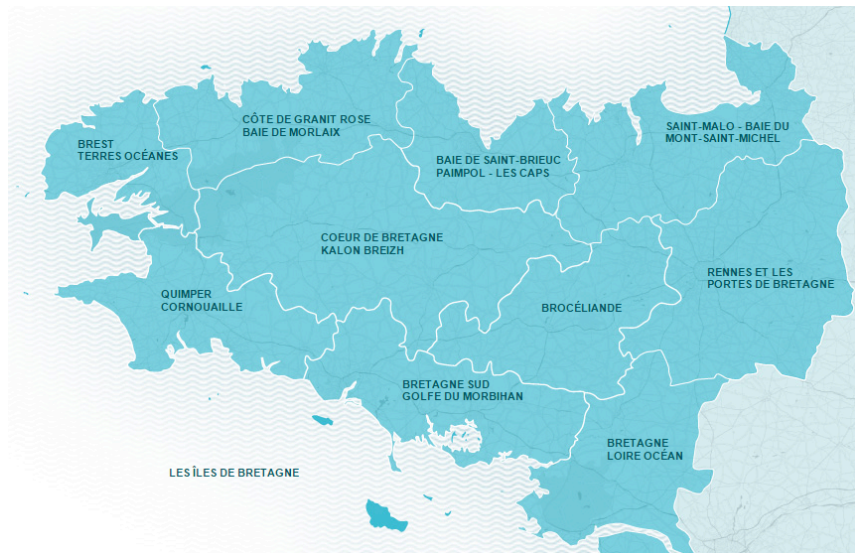 CÔTE DE GRANIT ROSE
BAIE DE MORLAIX
SAINT-MALO - BAIE DU
MONT-SAINT-MICHEL
BREST
TERRES OCÉANES
BAIE DE SAINT-BRIEUC
PAIMPOL - LES CAPS
COEUR DE BRETAGNE
KALON BREIZH
RENNES ET LES
PORTES DE BRETAGNE
QUIMPER
CORNOUAILLE
BROCÉLIANDE
BRETAGNE SUD
GOLFE DU MORBIHAN
BRETAGNE
LOIRE OCÉAN
LES ÎLES DE BRETAGNE